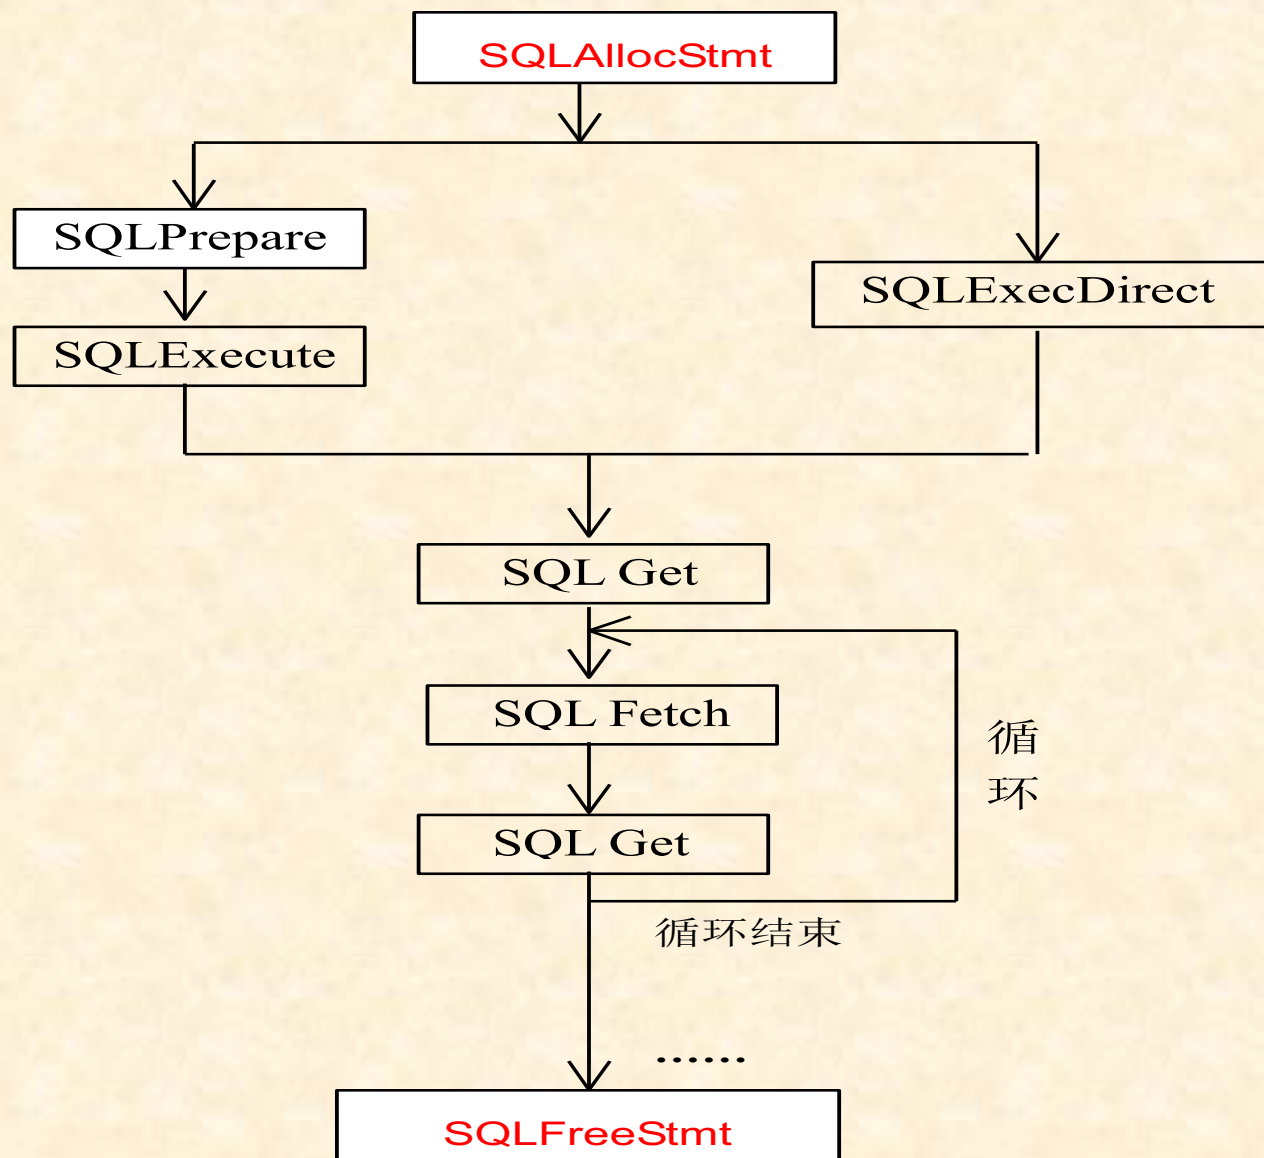 SQLAllocStmt
SQLPrepare
SQLExecDirect
SQLExecute
SQL Get
SQL Fetch
循
环
SQL Get
循环结束
......
SQLFreeStmt